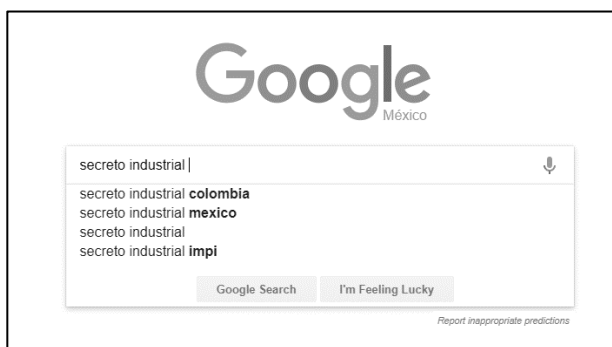 Google
México
secreto industrial
secreto industrial colombia
secreto industrial mexico
secreto industrial
secreto industrial impi
Google Search I'm Feeling Lucky
Report inappropriate predictions